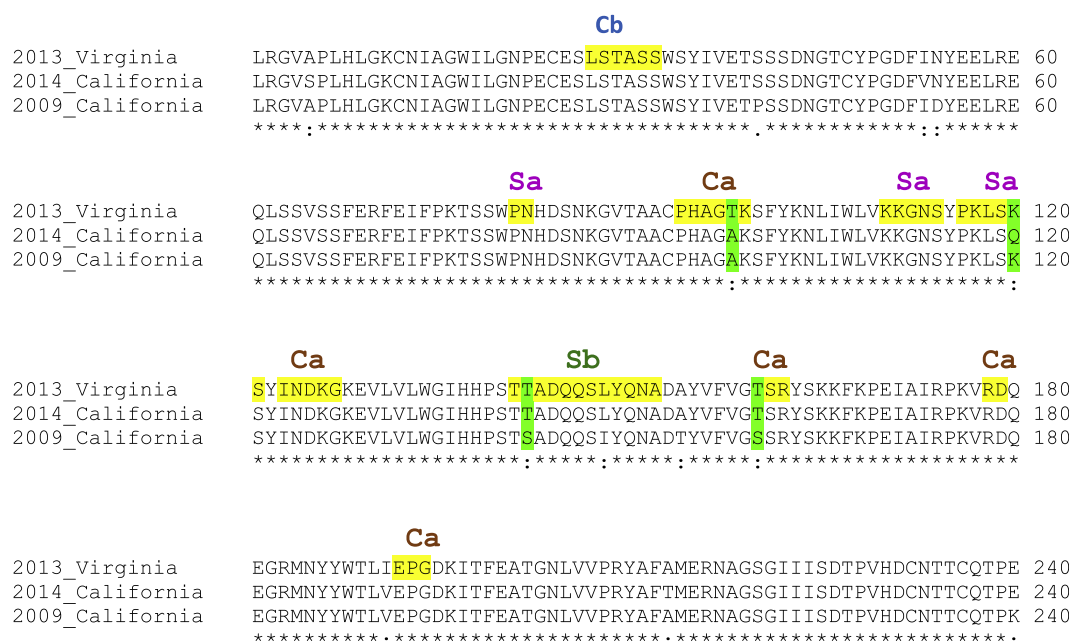 Cb
2013_Virginia LRGVAPLHLGKCNIAGWILGNPECESLSTASSWSYIVETSSSDNGTCYPGDFINYEELRE 60
2014_California LRGVSPLHLGKCNIAGWILGNPECESLSTASSWSYIVETSSSDNGTCYPGDFVNYEELRE 60
2009_California LRGVAPLHLGKCNIAGWILGNPECESLSTASSWSYIVETPSSDNGTCYPGDFIDYEELRE 60
****:**********************************.************::******
Sa Ca Sa Sa
2013_Virginia QLSSVSSFERFEIFPKTSSWPNHDSNKGVTAACPHAGTKSFYKNLIWLVKKGNSYPKLSK 120
2014_California QLSSVSSFERFEIFPKTSSWPNHDSNKGVTAACPHAGAKSFYKNLIWLVKKGNSYPKLSQ 120
2009_California QLSSVSSFERFEIFPKTSSWPNHDSNKGVTAACPHAGAKSFYKNLIWLVKKGNSYPKLSK 120
*************************************:*********************:
Ca Sb Ca Ca
2013_Virginia SYINDKGKEVLVLWGIHHPSTTADQQSLYQNADAYVFVGTSRYSKKFKPEIAIRPKVRDQ 180
2014_California SYINDKGKEVLVLWGIHHPSTTADQQSLYQNADAYVFVGTSRYSKKFKPEIAIRPKVRDQ 180
2009_California SYINDKGKEVLVLWGIHHPSTSADQQSIYQNADTYVFVGSSRYSKKFKPEIAIRPKVRDQ 180
*********************:*****:*****:*****:********************
Ca
2013_Virginia EGRMNYYWTLIEPGDKITFEATGNLVVPRYAFAMERNAGSGIIISDTPVHDCNTTCQTPE 240
2014_California EGRMNYYWTLVEPGDKITFEATGNLVVPRYAFTMERNAGSGIIISDTPVHDCNTTCQTPE 240
2009_California EGRMNYYWTLVEPGDKITFEATGNLVVPRYAFAMERNAGSGIIISDTPVHDCNTTCQTPK 240
**********.*********************.**************************.